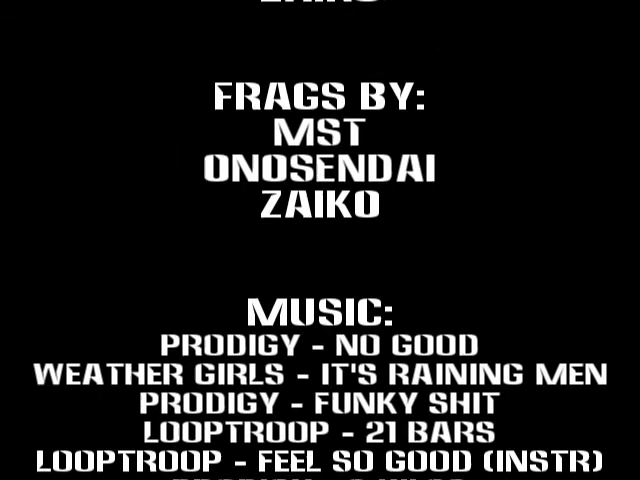 FRAGS BY:
MST
ONOSENDAI
ZAIKO
MUSIC:
PRODIGY - NO GOOD
WEATHER GIRLS - IT'S RAINING MEN
PRODIGY - FUNKY SHIT
LOOPTROOP - 21 BARS
LOOPTROOP - FEEL SO GOOD (INSTR)